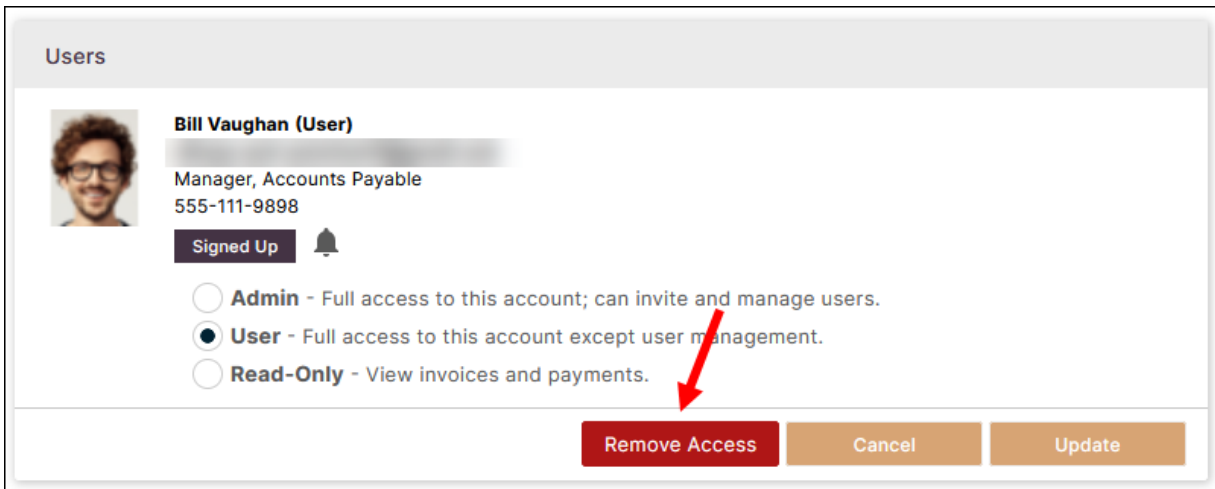 Users
Bill Vaughan (User)
Manager, Accounts Payable
555-111-9898
Signed Up
Admin - Full access to this account; can invite and manage users.
User - Full access to this account except user management.
Read-Only - View invoices and payments.
Remove Access Cancel Update